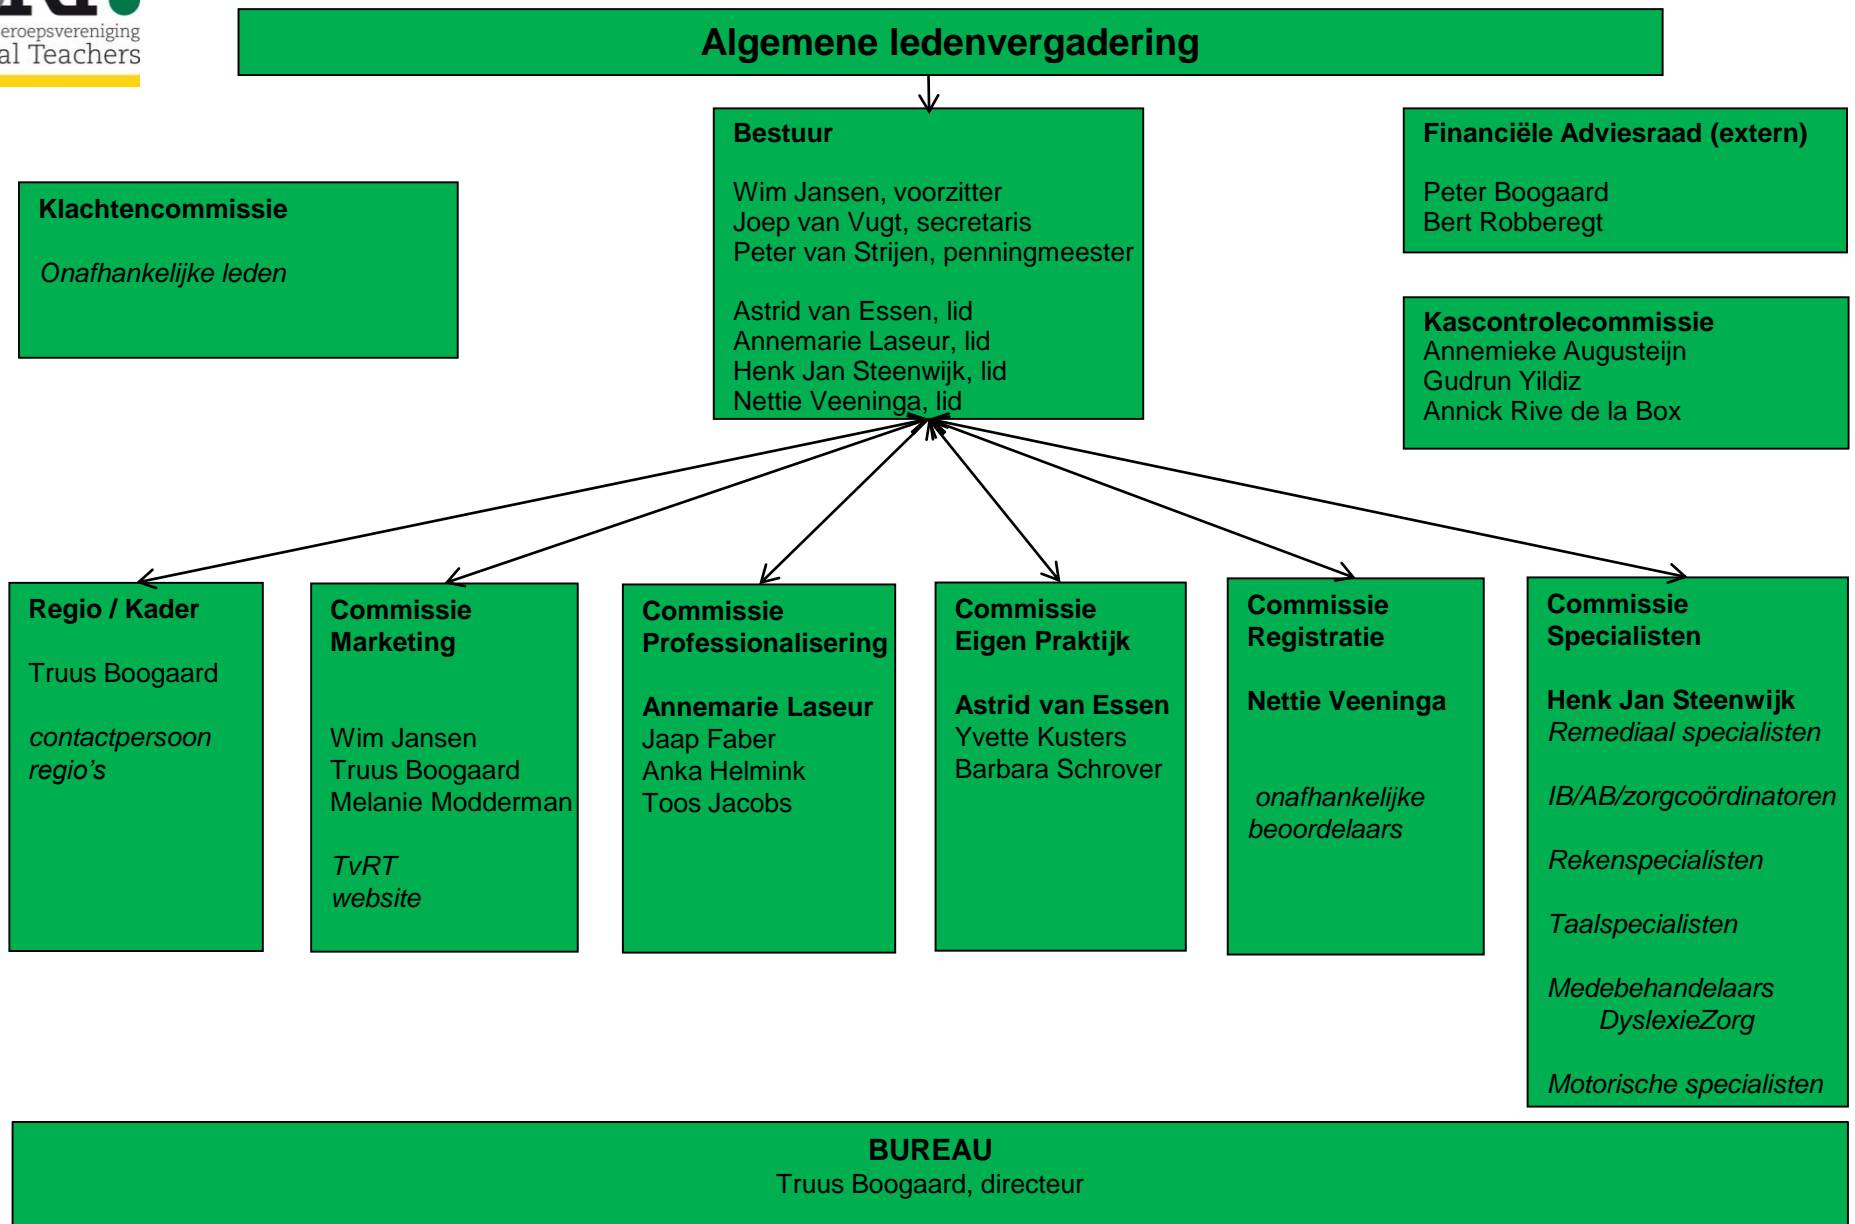 al Teachers
Algemene ledenvergadering
Bestuur
Wim Jansen, voorzitter
Joep van Vugt, secretaris
Peter van Strijen, penningmeester
Astrid van Essen, lid
Annemarie Laseur, lid
Henk Jan Steenwijk, lid
Nettie Veeninga, lid
Financiële Adviesraad (extern)
Peter Boogaard
Bert Robberegt
Klachtencommissie
Onafhankelijke leden
Kascontrolecommissie
Annemieke Augusteijn
Gudrun Yildiz
Annick Rive de la Box
Regio / Kader
Truus Boogaard
contactpersoon
regio’s
Commissie
Marketing
Wim Jansen
Truus Boogaard
Melanie Modderman
TvRT
website
Commissie
Professionalisering
Annemarie Laseur
Jaap Faber
Anka Helmink
Toos Jacobs
Commissie
Eigen Praktijk
Astrid van Essen
Yvette Kusters
Barbara Schrover
Commissie
Registratie
Nettie Veeninga
onafhankelijke
beoordelaars
Commissie
Specialisten
Henk Jan Steenwijk
Remediaal specialisten
IB/AB/zorgcoördinatoren
Rekenspecialisten
Taalspecialisten
Medebehandelaars
DyslexieZorg
Motorische specialisten
BUREAU
Truus Boogaard, directeur